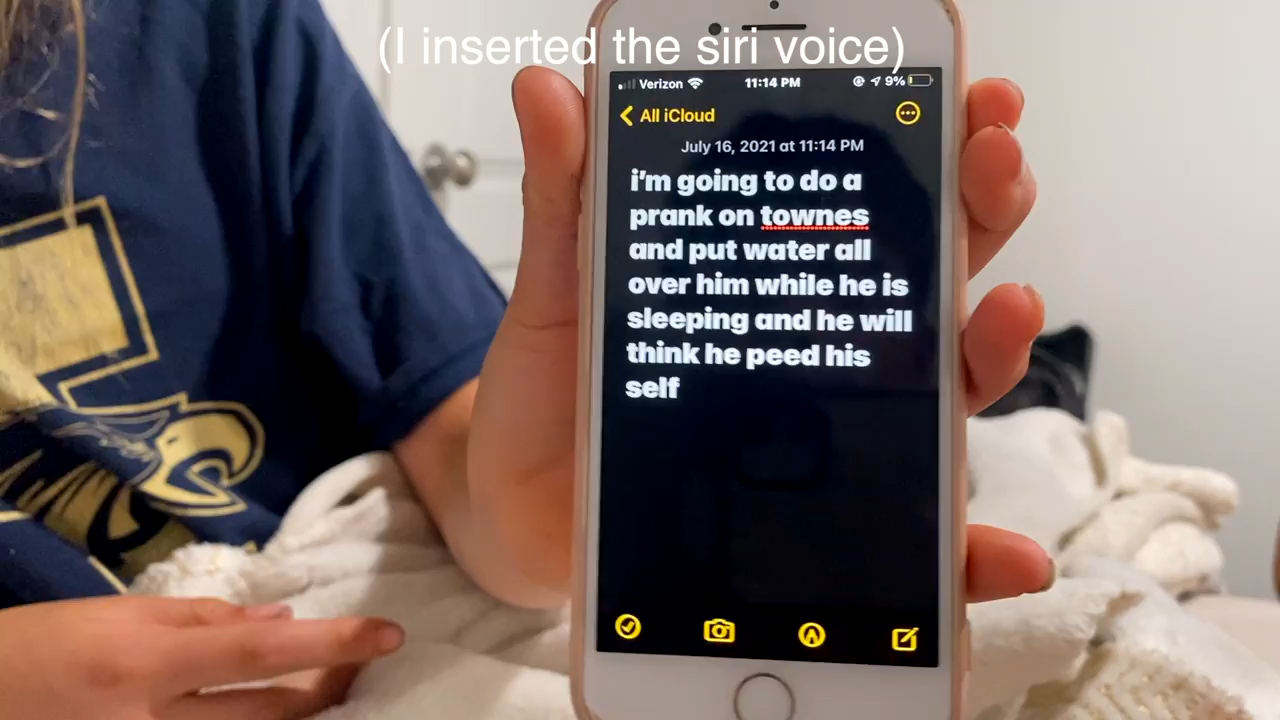 (I inserted the siri voice)
Verizon 11:14 PM 9%
All iCloud
July 16, 2021 at 11:14 PM
i'm going to do a
prank on townes
and put water all
over him while he is
sleeping and he will
think he peed his
self